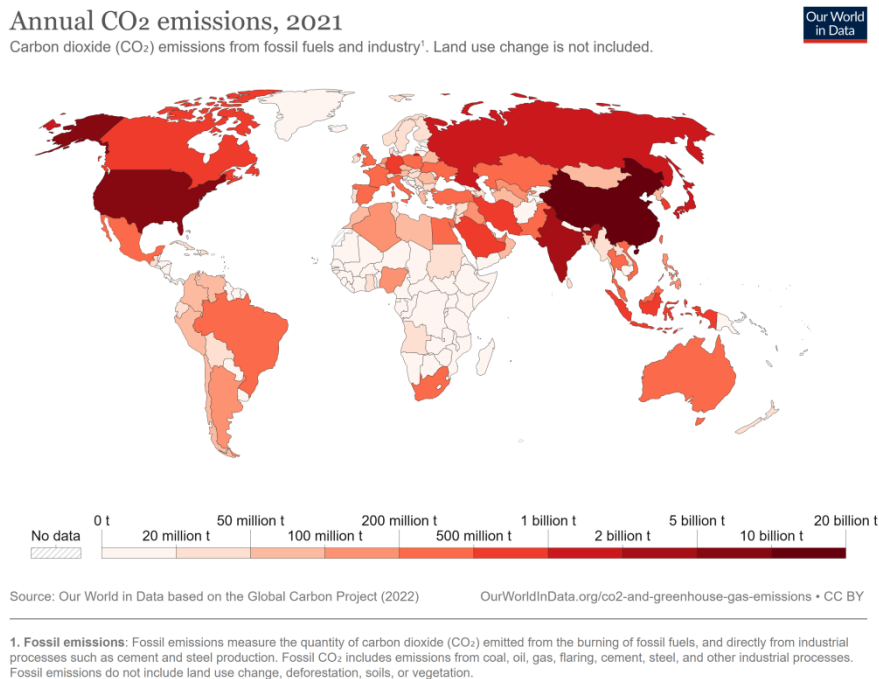 Annual CO₂ emissions, 2021
Our World
in Data
Carbon dioxide (CO₂) emissions from fossil fuels and industry¹. Land use change is not included.
No data
0 t
20 million t
50 million t
100 million t
200 million t
500 million t
1 billion t
2 billion t
5 billion t
10 billion t
20 billion t
Source: Our World in Data based on the Global Carbon Project (2022)
OurWorldInData.org/co2-and-greenhouse-gas-emissions • CC BY
1. Fossil emissions: Fossil emissions measure the quantity of carbon dioxide (CO₂) emitted from the burning of fossil fuels, and directly from industrial
processes such as cement and steel production. Fossil CO₂ includes emissions from coal, oil, gas, flaring, cement, steel, and other industrial processes.
Fossil emissions do not include land use change, deforestation, soils, or vegetation.